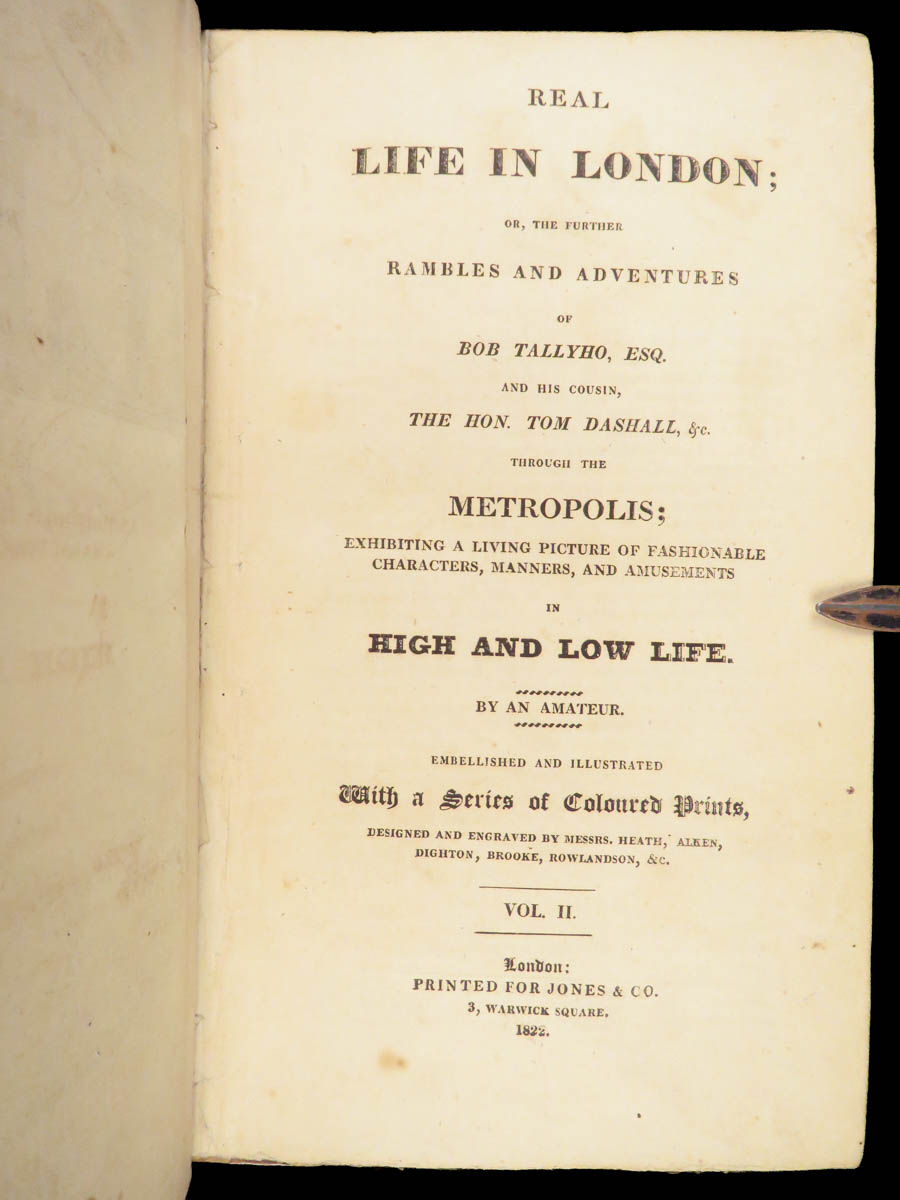 REAL
LIFE IN LONDON;
OR, THE FURTHER
RAMBLES AND ADVENTURES
OF
BOB TALLYHO, ESQ.
AND HIS COUSIN,
THE HON. TOM DASHALL, &c.
THROUGH THE
METROPOLIS;
EXHIBITING A LIVING PICTURE OF FASHIONABLE
CHARACTERS, MANNERS, AND AMUSEMENTS
IN
HIGH AND LOW LIFE.
BY AN AMATEUR.
EMBELLISHED AND ILLUSTRATED
With a Series of Coloured Prints,
DESIGNED AND ENGRAVED BY MESSRS. HEATH, ALKEN,
DIGHTON, BROOKE, ROWLANDSON, &c.
VOL. II.
London:
PRINTED FOR JONES & CO.
3, WARWICK SQUARE.
1822.